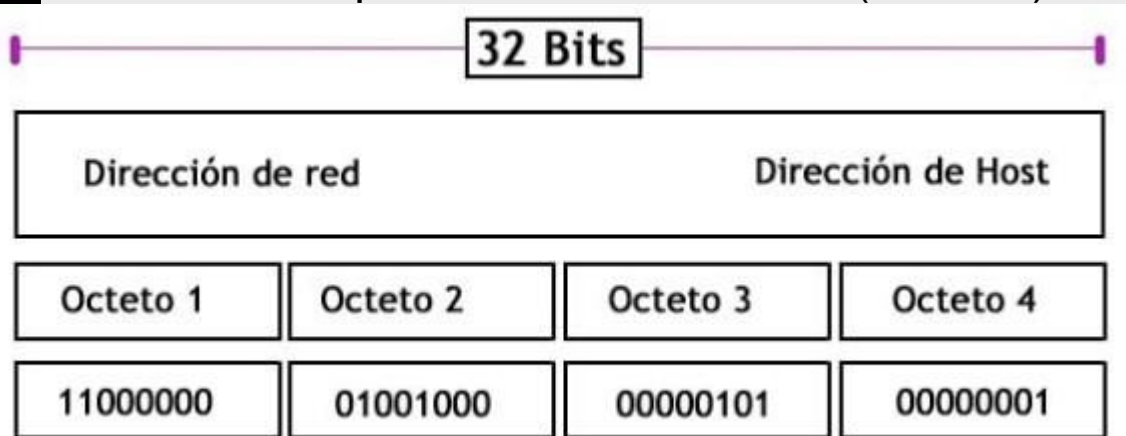 32 Bits
Dirección de red Dirección de Host
Octeto 1 Octeto 2 Octeto 3 Octeto 4
11000000 01001000 00000101 00000001